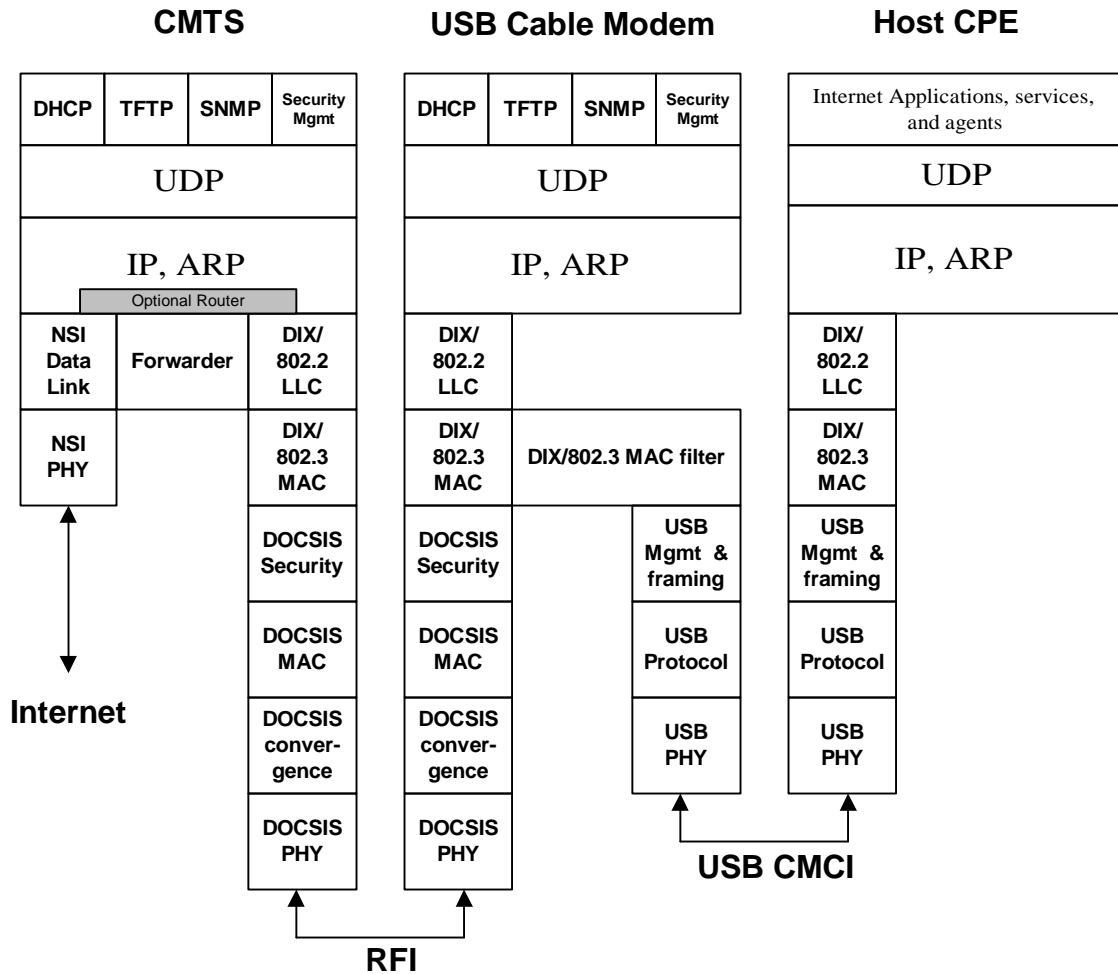 CMTS
USB Cable Modem
Host CPE
DHCP
TFTP
SNMP
Security
Mgmt
UDP
IP, ARP
Optional Router
NSI
Data
Link
Forwarder
DIX/
802.2
LLC
NSI
PHY
DIX/
802.3
MAC
DOCSIS
Security
DOCSIS
MAC
DOCSIS
conver-
gence
DOCSIS
PHY
Internet
DHCP
TFTP
SNMP
Security
Mgmt
UDP
IP, ARP
DIX/
802.2
LLC
DIX/
802.3
MAC
DIX/802.3 MAC filter
DOCSIS
Security
DOCSIS
MAC
DOCSIS
conver-
gence
DOCSIS
PHY
USB
Mgmt & 
framing
USB
Protocol
USB
PHY
Internet Applications, services,
and agents
UDP
IP, ARP
DIX/
802.2
LLC
DIX/
802.3
MAC
USB
Mgmt &
framing
USB
Protocol
USB
PHY
USB CMCI
RFI